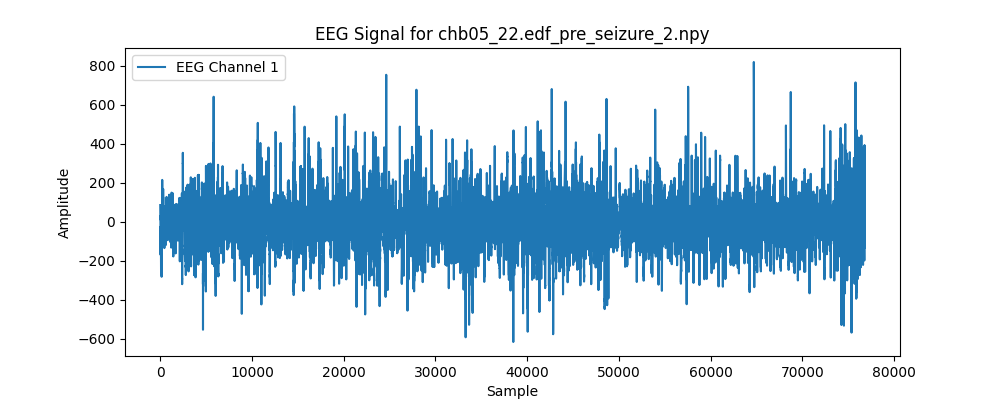 EEG Signal for chb05_22.edf_pre_seizure_2.npy
EEG Channel 1
800
600
400
200
0
−200
−400
−600
Amplitude
0 10000 20000 30000 40000 50000 60000 70000 80000
Sample